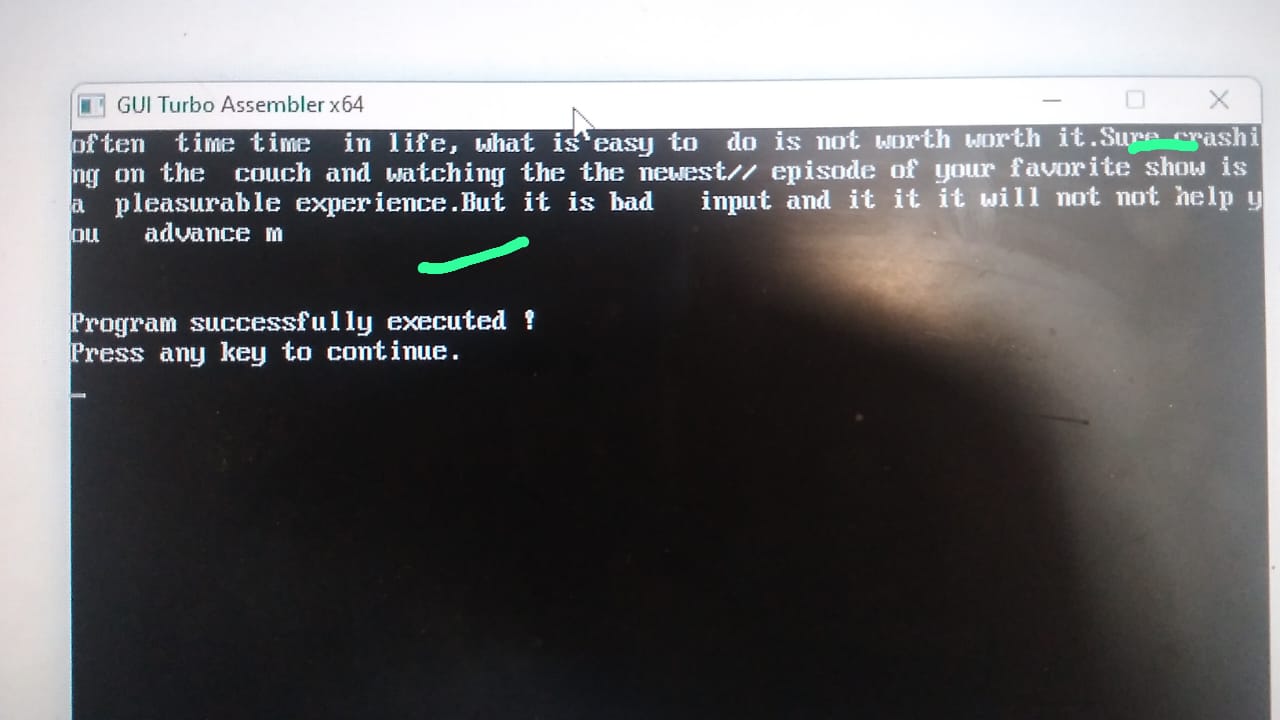 GUI Turbo Assembler x64
often  time time  in life, what is easy to  do is not worth worth it.Sure crashi
ng on the  couch and watching the the newest// episode of your favorite show is
a  pleasurable experience.But it is bad   input and it it it will not not help y
ou   advance m
Program successfully executed !
Press any key to continue.